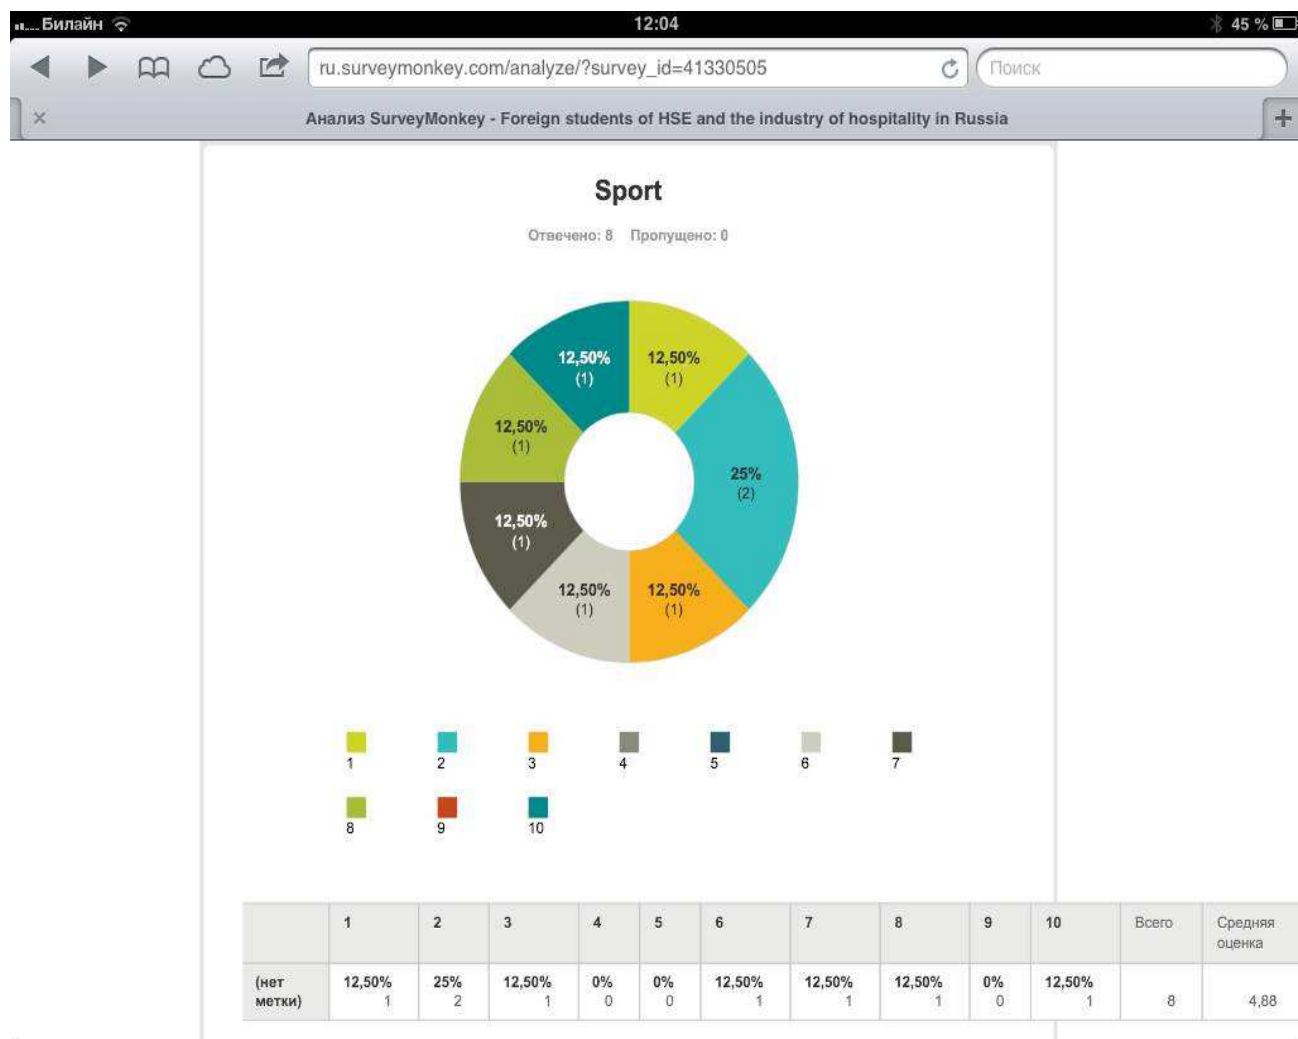 Билайн 12:04 45 %
ru.surveymonkey.com/analyze/?survey_id=41330505 Поиск
Анализ SurveyMonkey - Foreign students of HSE and the industry of hospitality in Russia
Sport
Отвечено: 8 Пропущено: 0
12,50% 12,50%
(1) (1)
12,50%
(1)
25%
(2)
12,50%
(1)
12,50% 12,50%
(1) (1)
1 2 3 4 5 6 7
8 9 10
1 2 3 4 5 6 7 8 9 10 Всего Средняя
оценка
(нет 12,50% 25% 12,50% 0% 0% 12,50% 12,50% 12,50% 0% 12,50%
метки) 1 2 1 0 0 1 1 1 0 1 8 4,88